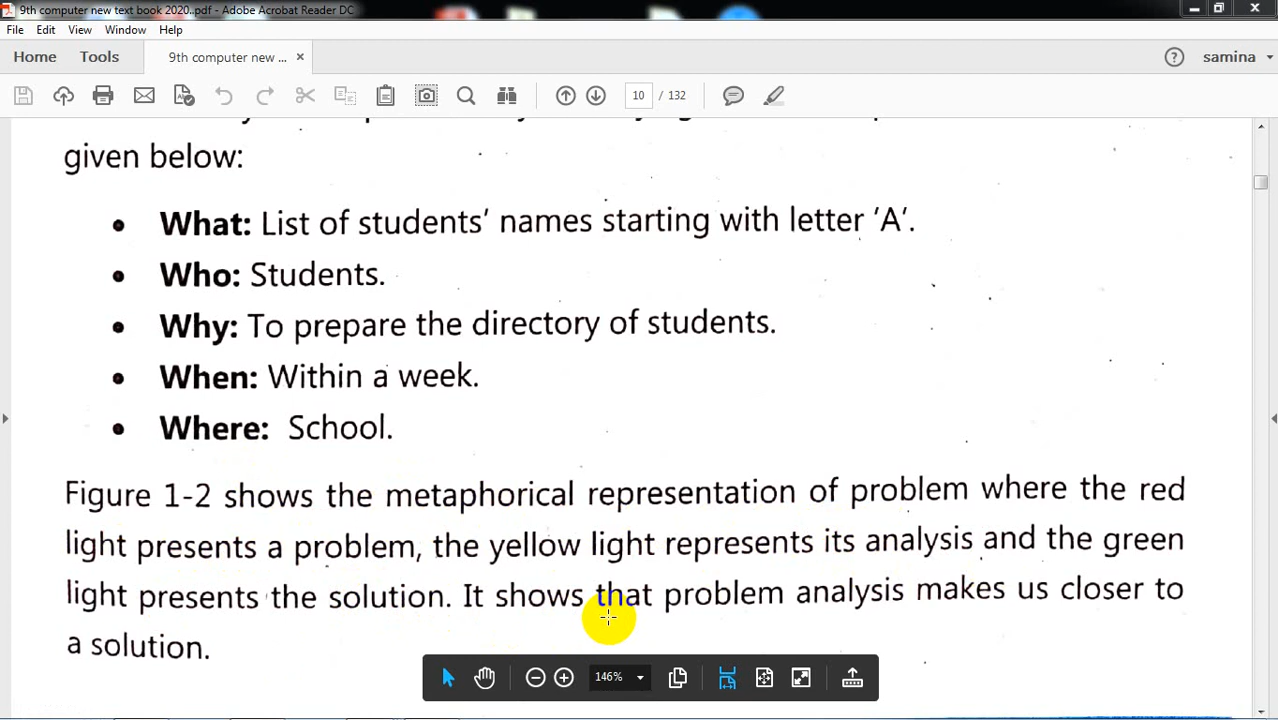 9th computer new text book 2020..pdf - Adobe Acrobat Reader DC
File Edit View Window Help
Home Tools 9th computer new ... × samina
10 / 132
given below:
• What: List of students' names starting with letter 'A'.
• Who: Students.
• Why: To prepare the directory of students.
• When: Within a week.
• Where: School.
Figure 1-2 shows the metaphorical representation of problem where the red
light presents a problem, the yellow light represents its analysis and the green
light presents the solution. It shows that problem analysis makes us closer to
a solution.
146%